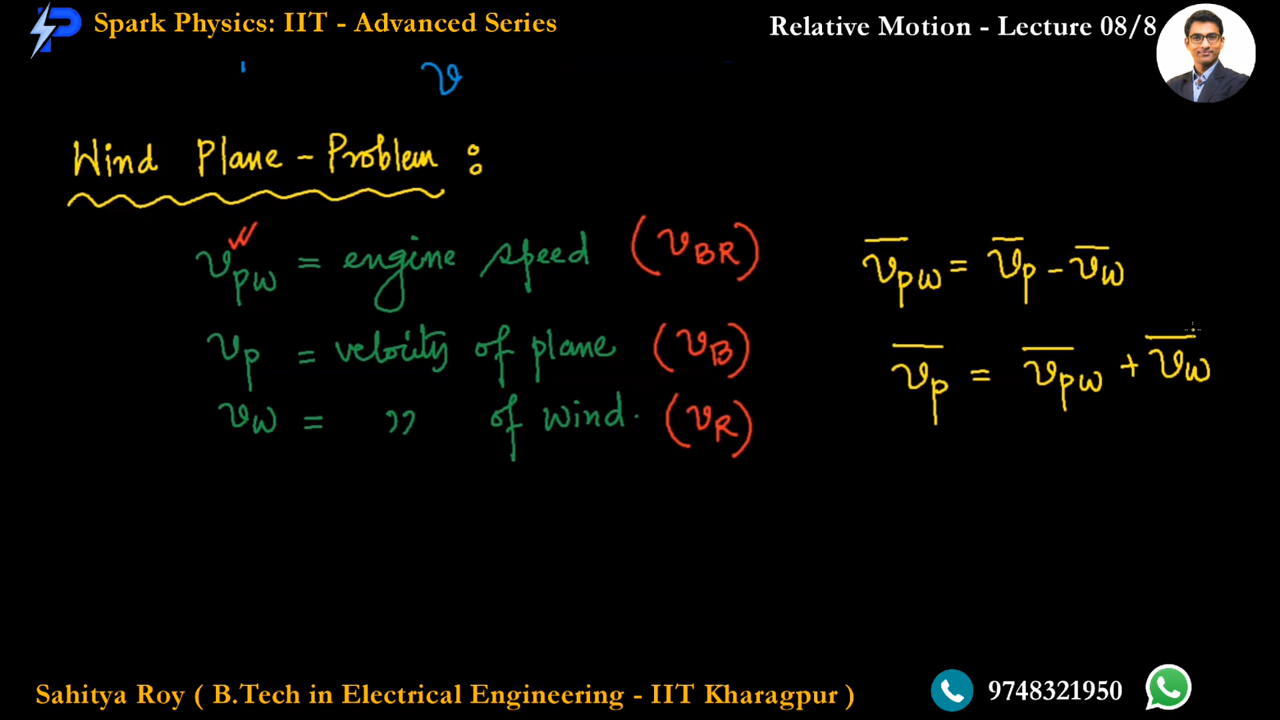 Spark Physics: IIT - Advanced Series
Relative Motion - Lecture 08/8
v
Wind Plane - Problem :
v_pw = engine speed (v_BR)
v_p = velocity of plane (v_B)
v_w = " of wind. (v_R)
v̅_pw = v̅_p - v̅_w
v̅_p = v̅_pw + v̅_w
Sahitya Roy ( B.Tech in Electrical Engineering - IIT Kharagpur )
9748321950